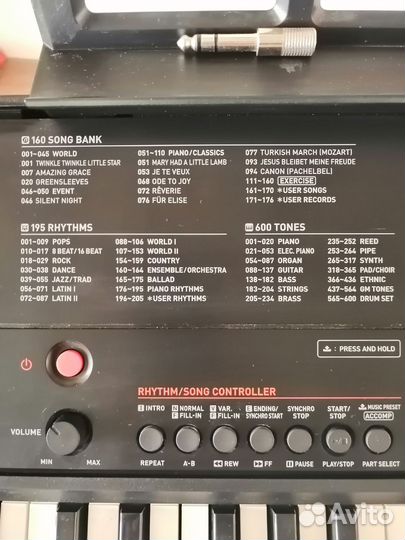 160 SONG BANK
001-045 WORLD
001 TWINKLE TWINKLE LITTLE STAR
007 AMAZING GRACE
020 GREENSLEEVES
046-050 EVENT
046 SILENT NIGHT
051-110 PIANO/CLASSICS
051 MARY HAD A LITTLE LAMB
053 JE TE VEUX
068 ODE TO JOY
072 RÊVERIE
076 FÜR ELISE
077 TURKISH MARCH (MOZART)
093 JESUS BLEIBET MEINE FREUDE
094 CANON (PACHELBEL)
111-160 EXERCISE
161-170 *USER SONGS
171-176 *USER RECORDS
195 RHYTHMS
001-009 POPS
010-017 8 BEAT/16 BEAT
018-029 ROCK
030-038 DANCE
039-055 JAZZ/TRAD
056-071 LATIN I
072-087 LATIN II
088-106 WORLD I
107-153 WORLD II
154-159 COUNTRY
160-164 ENSEMBLE/ORCHESTRA
165-175 BALLAD
176-195 PIANO RHYTHMS
196-205 *USER RHYTHMS
600 TONES
001-020 PIANO
021-053 ELEC. PIANO
054-087 ORGAN
088-137 GUITAR
138-182 BASS
183-204 STRINGS
205-234 BRASS
235-252 REED
253-264 PIPE
265-317 SYNTH
318-365 PAD/CHOIR
366-436 ETHNIC
437-564 GM TONES
565-600 DRUM SET
: PRESS AND HOLD
RHYTHM/SONG CONTROLLER
I INTRO
N NORMAL FILL-IN
V VAR. FILL-IN
E ENDING/SYNCHRO START
SYNCHRO STOP
START/STOP
MUSIC PRESET
ACCOMP
VOLUME
MIN MAX
REPEAT
A-B
REW
FF
PAUSE
PLAY/STOP
PART SELECT
Avito